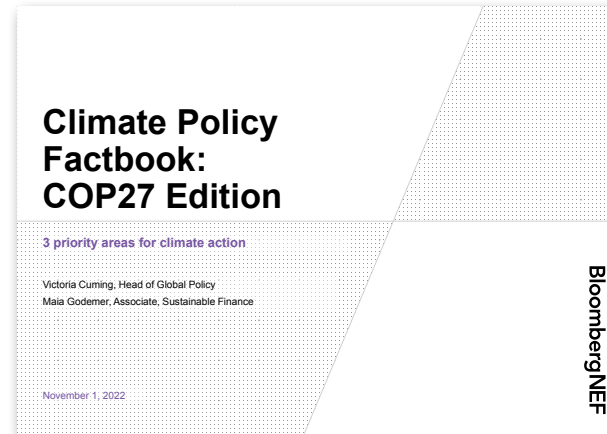 Climate Policy
Factbook:
COP27 Edition
3 priority areas for climate action
Victoria Cuming, Head of Global Policy
Maia Godemer, Associate, Sustainable Finance
November 1, 2022
BloombergNEF